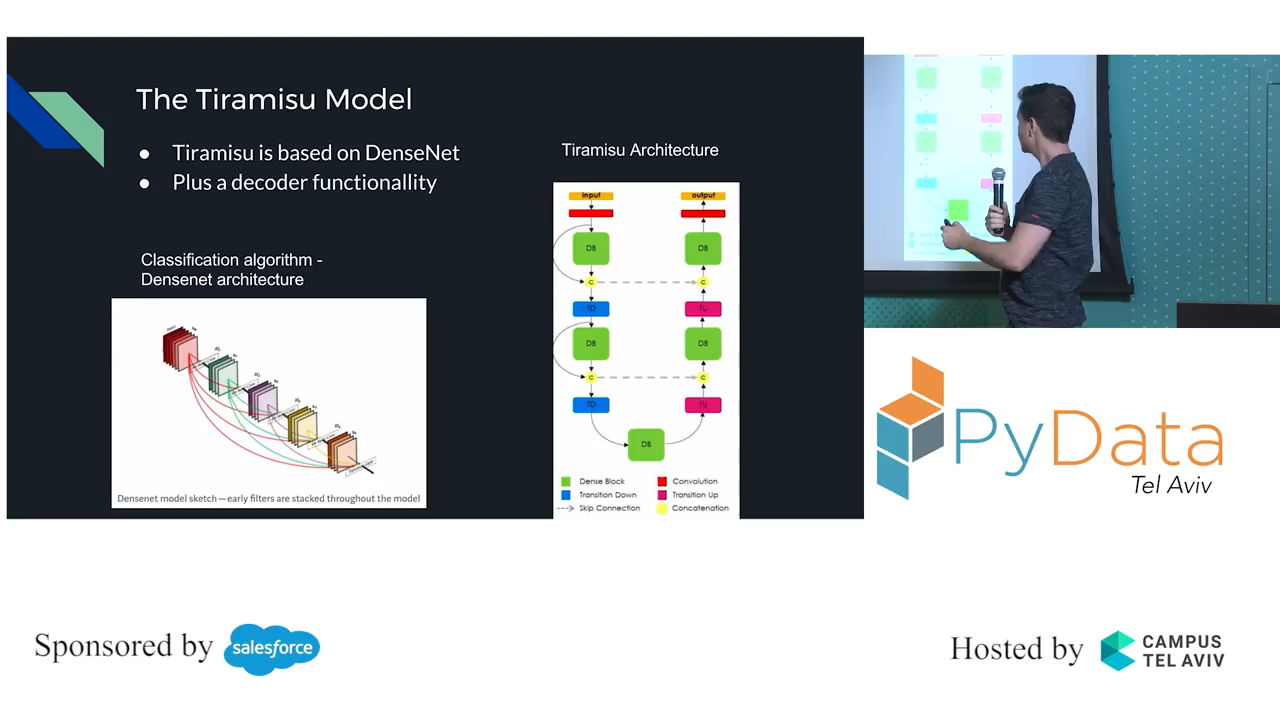 The Tiramisu Model
● Tiramisu is based on DenseNet
● Plus a decoder functionallity
Classification algorithm -
Densenet architecture
Densenet model sketch—early filters are stacked throughout the model
Tiramisu Architecture
input output
DB DB
C C
TD TU
DB DB
C C
TD TU
DB
Dense Block Convolution
Transition Down Transition Up
Skip Connection Concatenation
PyData
Tel Aviv
Sponsored by salesforce
Hosted by CAMPUS
TEL AVIV